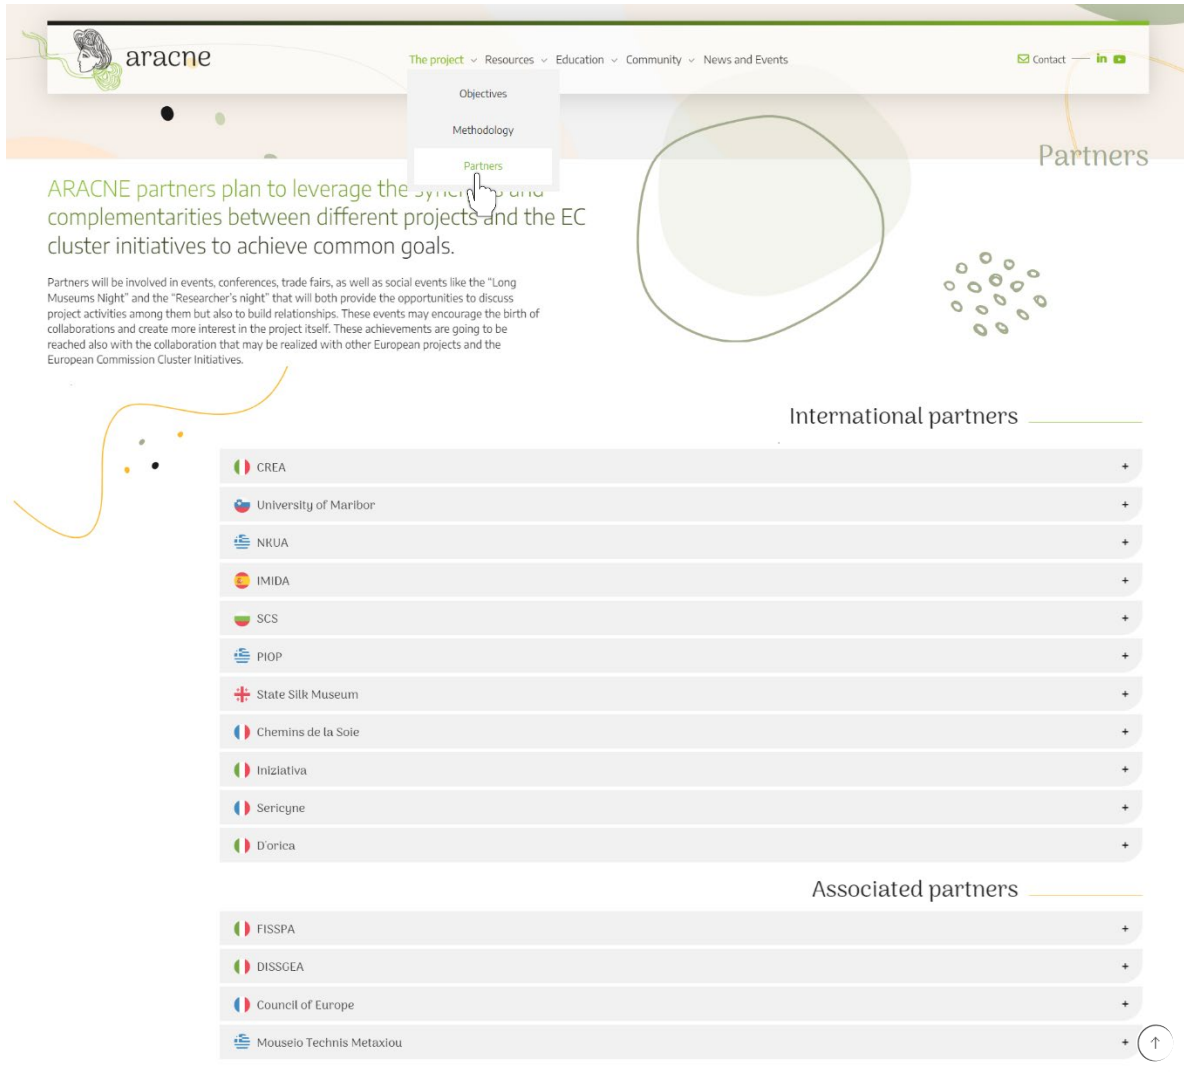 aracne
The project Resources Education Community News and Events
Contact
in
Objectives
Methodology
Partners
Partners
ARACNE partners plan to leverage the and
complementarities between different projects and the EC
cluster initiatives to achieve common goals.
Partners will be involved in events, conferences, trade fairs, as well as social events like the “Long
Museums Night” and the “Researcher’s night” that will both provide the opportunities to discuss
project activities among them but also to build relationships. These events may encourage the birth of
collaborations and create more interest in the project itself. These achievements are going to be
reached also with the collaboration that may be realized with other European projects and the
European Commission Cluster Initiatives.
International partners
CREA +
University of Maribor +
NKUA +
IMIDA +
SCS +
PIOP +
State Silk Museum +
Chemins de la Soie +
Iniziativa +
Sericyne +
D'orica +
Associated partners
FISSPA +
DISSGEA +
Council of Europe +
Mouseio Technis Metaxiou +